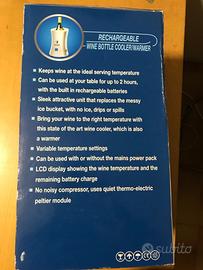 RECHARGEABLE
WINE BOTTLE COOLER/WARMER
• Keeps wine at the ideal serving temperature
• Can be used at your table for up to 2 hours,
with the built in rechargeable batteries
• Sleek attractive unit that replaces the messy
ice bucket, with no ice, drips or spills
• Bring your wine to the right temperature with
this state of the art wine cooler, which is also
a warmer
• Variable temperature settings
• Can be used with or without the mains power pack
• LCD display showing the wine temperature and
the remaining battery charge
• No noisy compressor, uses quiet thermo-electric
peltier module
subito